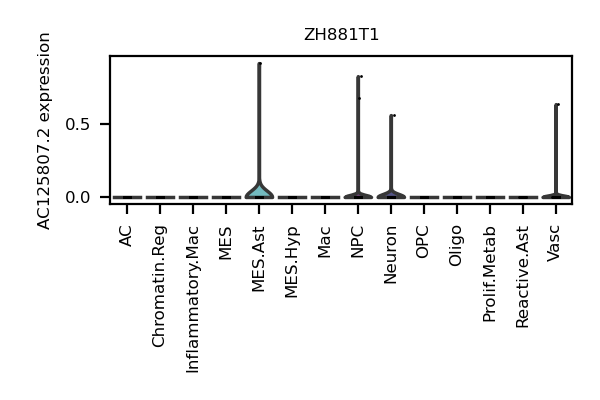 ZH881T1
AC125807.2 expression
0.5
0.0
AC
Chromatin.Reg
Inflammatory.Mac
MES
MES.Ast
MES.Hyp
Mac
NPC
Neuron
OPC
Oligo
Prolif.Metab
Reactive.Ast
Vasc